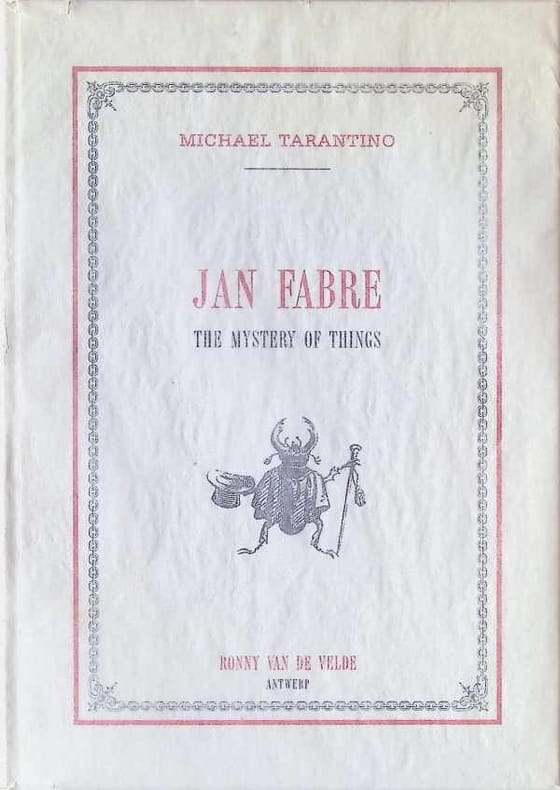 MICHAEL TARANTINO
JAN FABRE
THE MYSTERY OF THINGS
RONNY VAN DE VELDE
ANTWERP